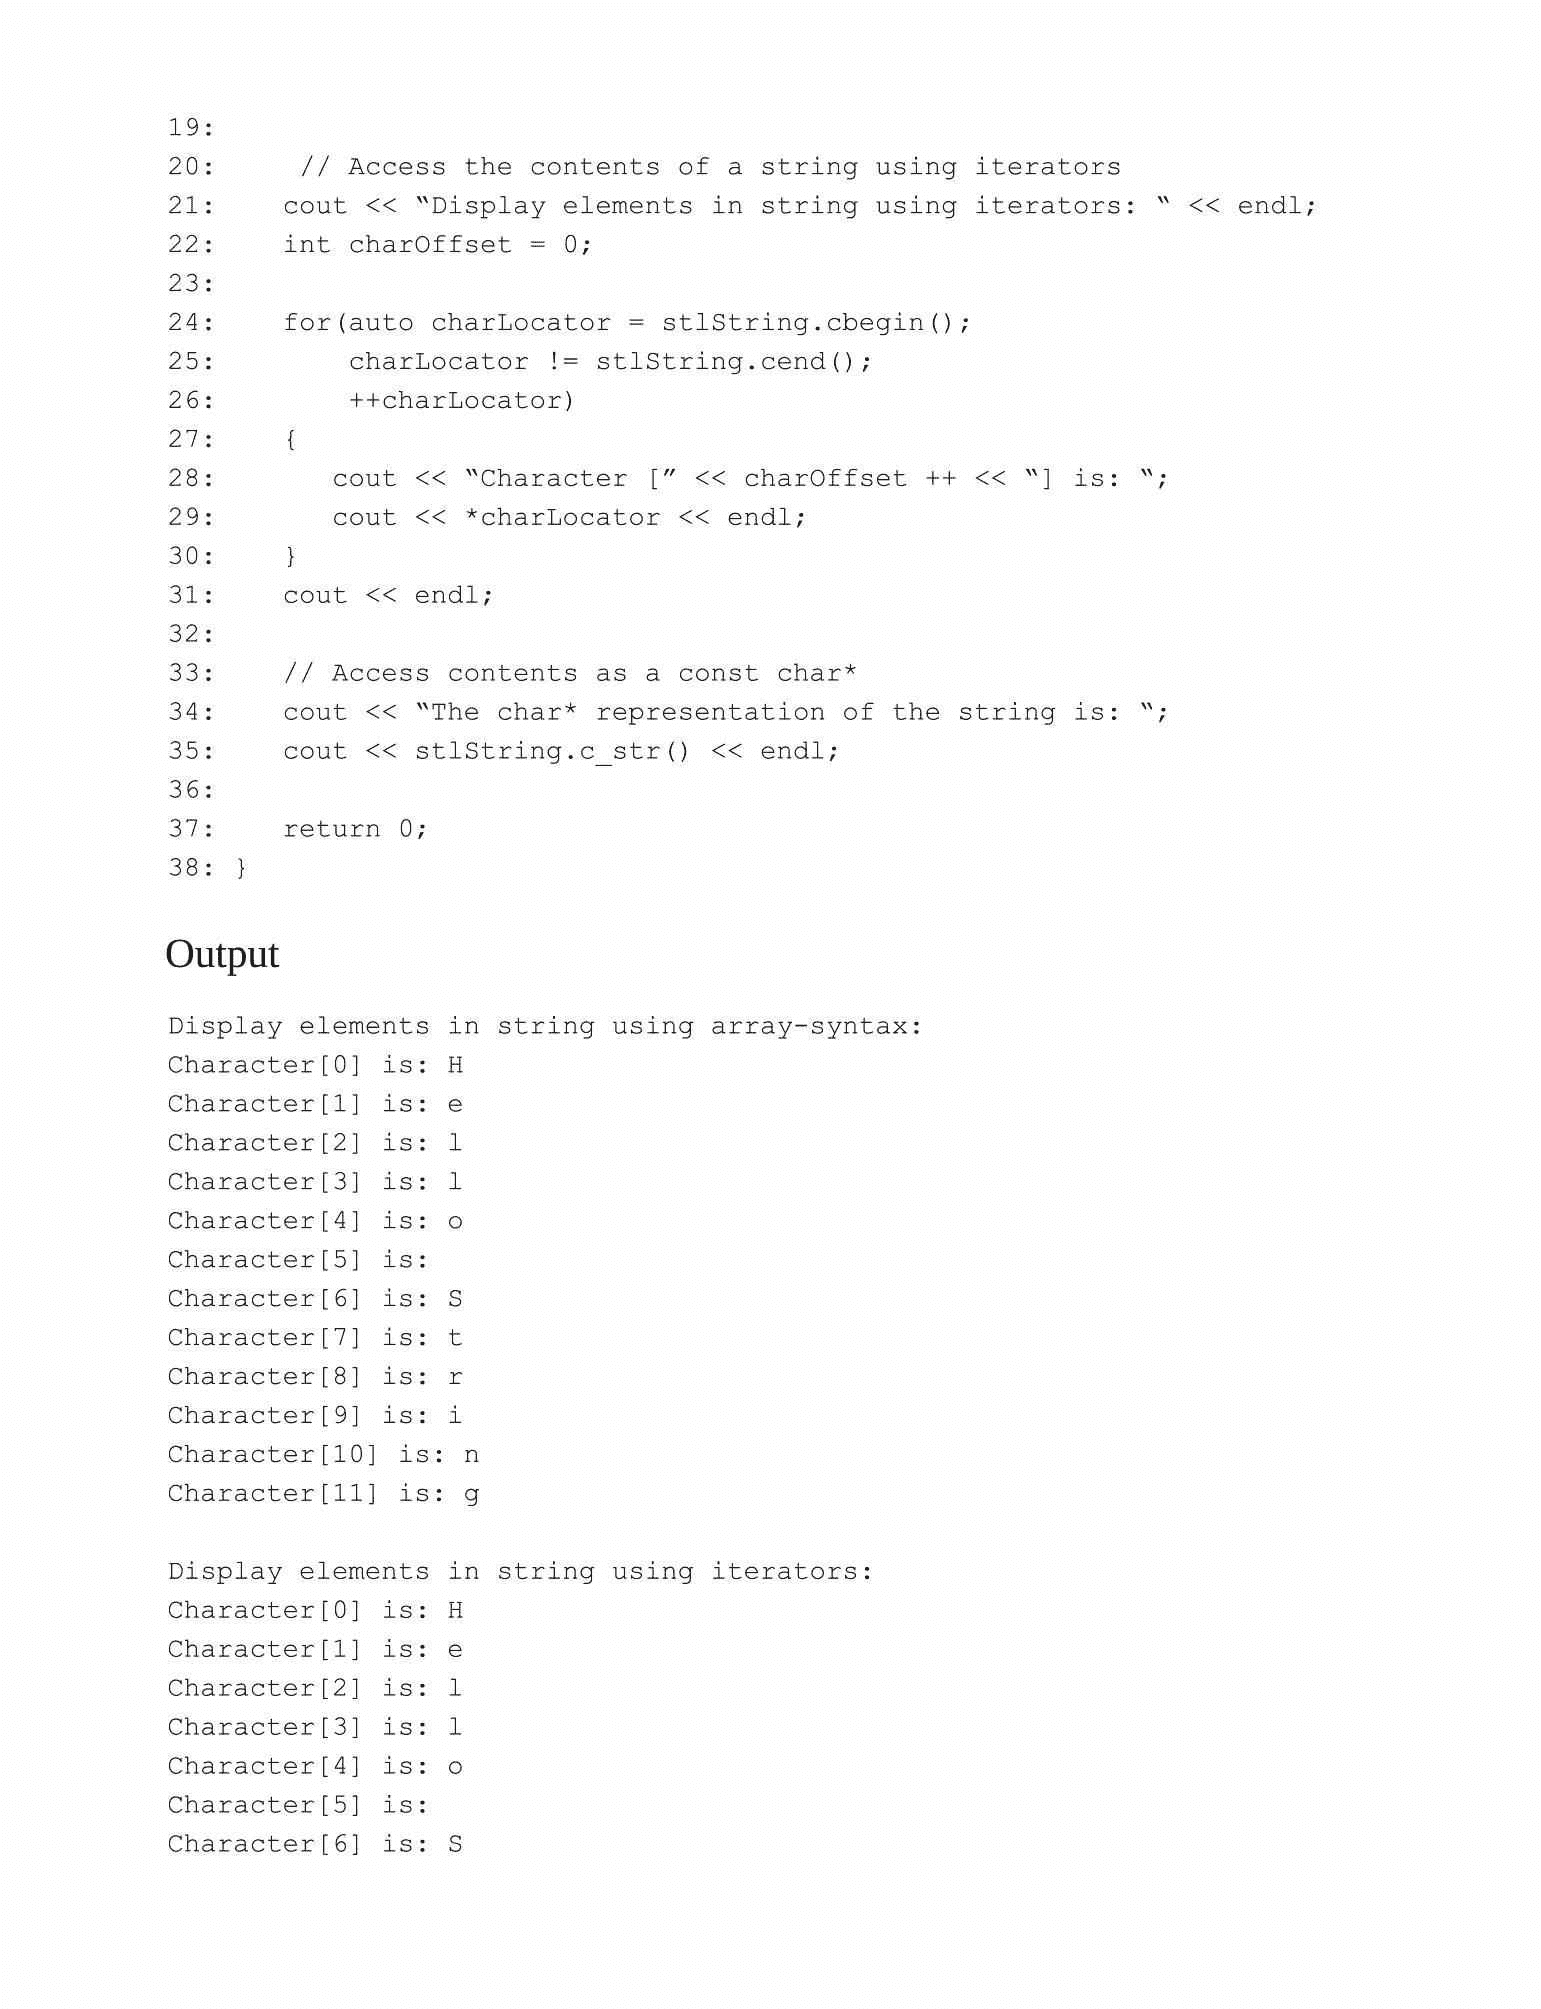 19:
20:     // Access the contents of a string using iterators
21:    cout << “Display elements in string using iterators: “ << endl;
22:    int charOffset = 0;
23:
24:    for(auto charLocator = stlString.cbegin();
25:        charLocator != stlString.cend();
26:        ++charLocator)
27:    {
28:       cout << “Character [” << charOffset ++ << “] is: “;
29:       cout << *charLocator << endl;
30:    }
31:    cout << endl;
32:
33:    // Access contents as a const char*
34:    cout << “The char* representation of the string is: “;
35:    cout << stlString.c_str() << endl;
36:
37:    return 0;
38: }
Output
Display elements in string using array-syntax:
Character[0] is: H
Character[1] is: e
Character[2] is: l
Character[3] is: l
Character[4] is: o
Character[5] is:
Character[6] is: S
Character[7] is: t
Character[8] is: r
Character[9] is: i
Character[10] is: n
Character[11] is: g
Display elements in string using iterators:
Character[0] is: H
Character[1] is: e
Character[2] is: l
Character[3] is: l
Character[4] is: o
Character[5] is:
Character[6] is: S